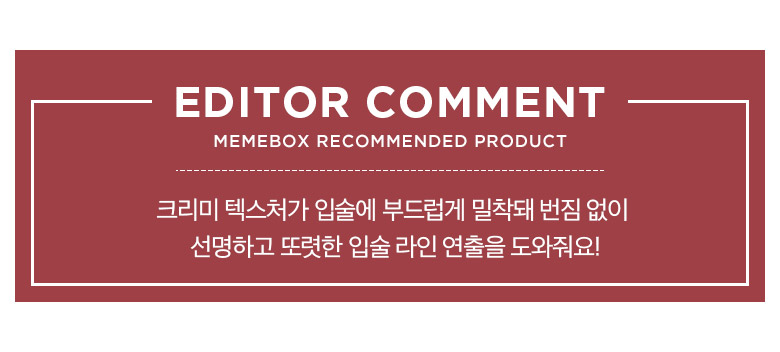 EDITOR COMMENT
MEMEBOX RECOMMENDED PRODUCT
크리미 텍스처가 입술에 부드럽게 밀착돼 번짐 없이
선명하고 또렷한 입술 라인 연출을 도와줘요!